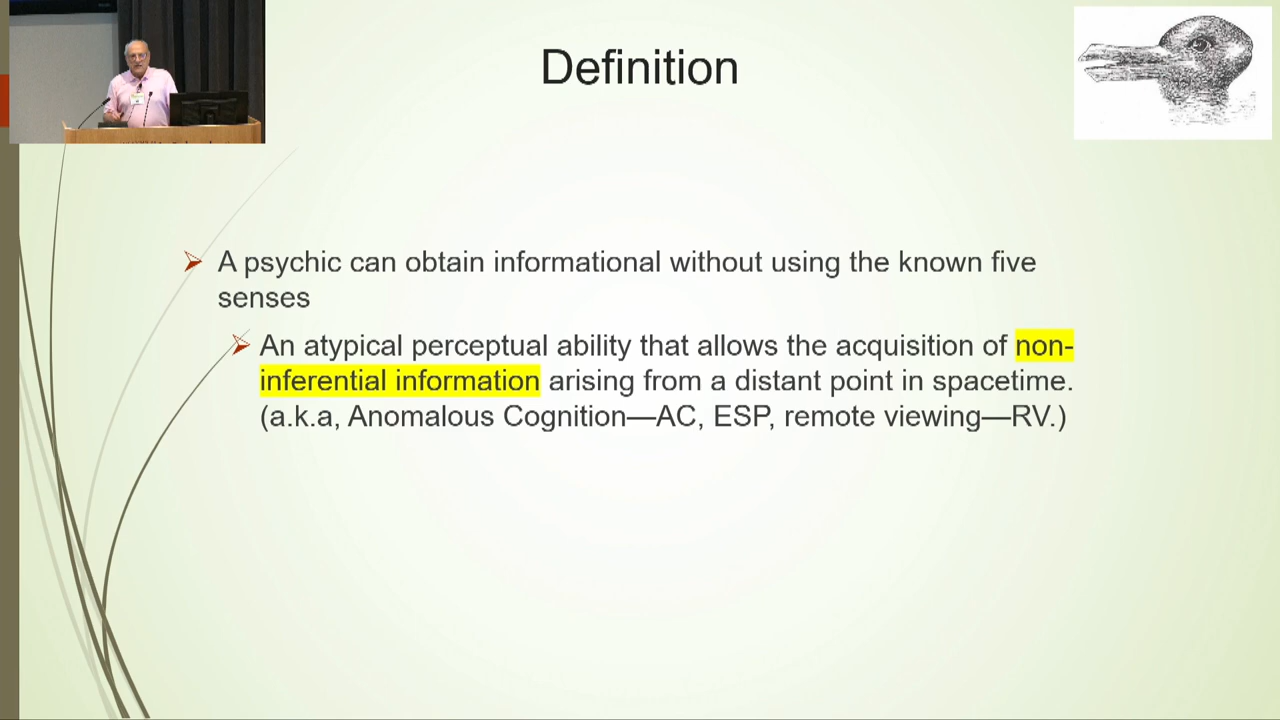 Definition
A psychic can obtain informational without using the known five
senses
An atypical perceptual ability that allows the acquisition of non-
inferential information arising from a distant point in spacetime.
(a.k.a, Anomalous Cognition—AC, ESP, remote viewing—RV.)